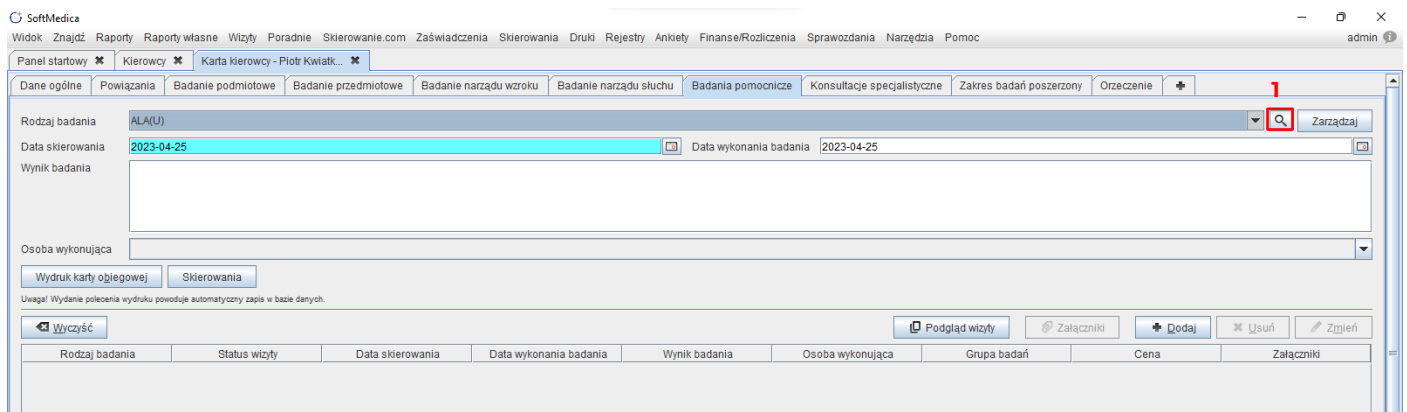 SoftMedica
Widok Znajdź Raporty Raporty własne Wizyty Poradnie Skierowanie.com Zaświadczenia Skierowania Druki Rejestry Ankiety Finanse/Rozliczenia Sprawozdania Narzędzia Pomoc admin
Panel startowy Kierowcy Karta kierowcy - Piotr Kwiatk...
Dane ogólne Powiązania Badanie podmiotowe Badanie przedmiotowe Badanie narządu wzroku Badanie narządu słuchu Badania pomocnicze Konsultacje specjalistyczne Zakres badań poszerzony Orzeczenie
1
Rodzaj badania ALA(U) Zarządzaj
Data skierowania 2023-04-25 Data wykonania badania 2023-04-25
Wynik badania
Osoba wykonująca
Wydruk karty obiegowej Skierowania
Uwaga! Wydanie polecenia wydruku powoduje automatyczny zapis w bazie danych.
Wyczyść Podgląd wizyty Załączniki Dodaj Usuń Zmień
Rodzaj badania Status wizyty Data skierowania Data wykonania badania Wynik badania Osoba wykonująca Grupa badań Cena Załączniki